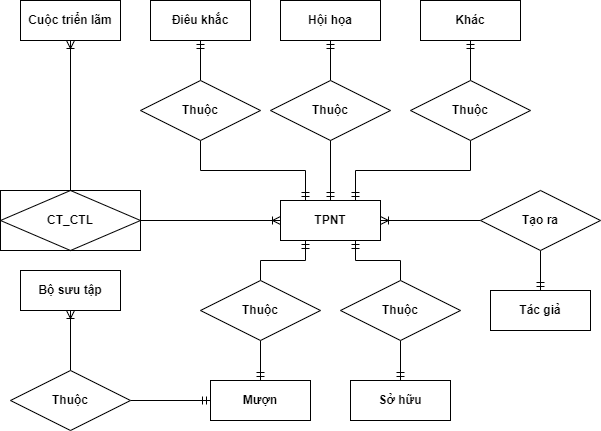 Cuộc triển lãm
Điêu khắc
Hội họa
Khác
Thuộc
Thuộc
Thuộc
CT_CTL
TPNT
Tạo ra
Bộ sưu tập
Thuộc
Thuộc
Tác giả
Thuộc
Mượn
Sở hữu